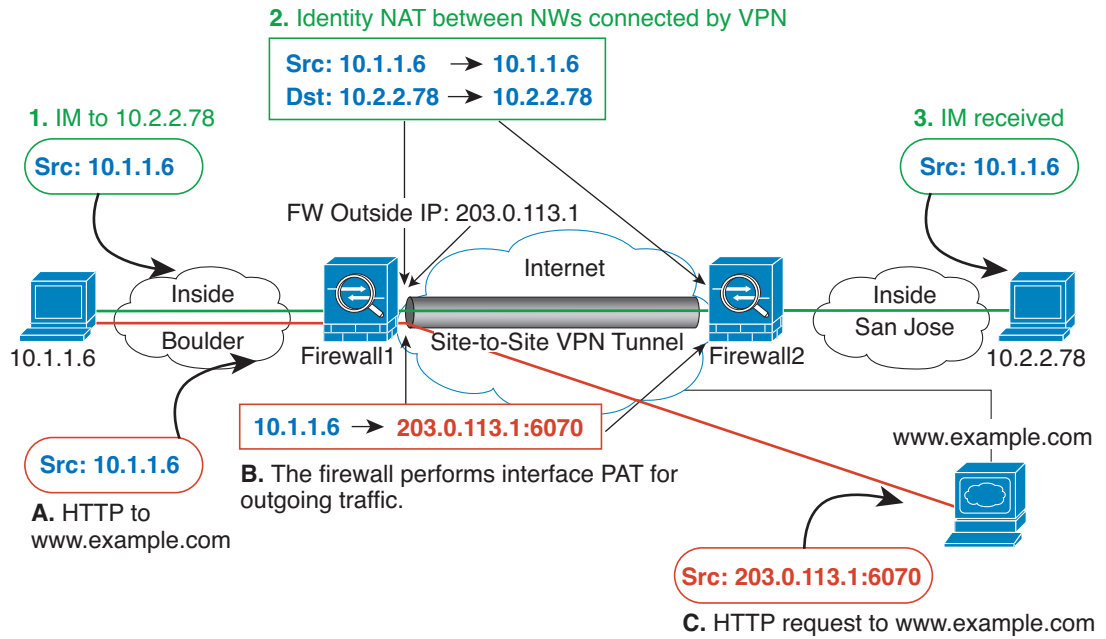 2. Identity NAT between NWs connected by VPN
Src: 10.1.1.6 → 10.1.1.6
Dst: 10.2.2.78 → 10.2.2.78
1. IM to 10.2.2.78
Src: 10.1.1.6
3. IM received
Src: 10.1.1.6
FW Outside IP: 203.0.113.1
Internet
Inside
Boulder
Inside
San Jose
Site-to-Site VPN Tunnel
10.1.1.6
Firewall1
Firewall2
10.2.2.78
10.1.1.6 → 203.0.113.1:6070
B. The firewall performs interface PAT for
outgoing traffic.
Src: 10.1.1.6
A. HTTP to
www.example.com
www.example.com
Src: 203.0.113.1:6070
C. HTTP request to www.example.com